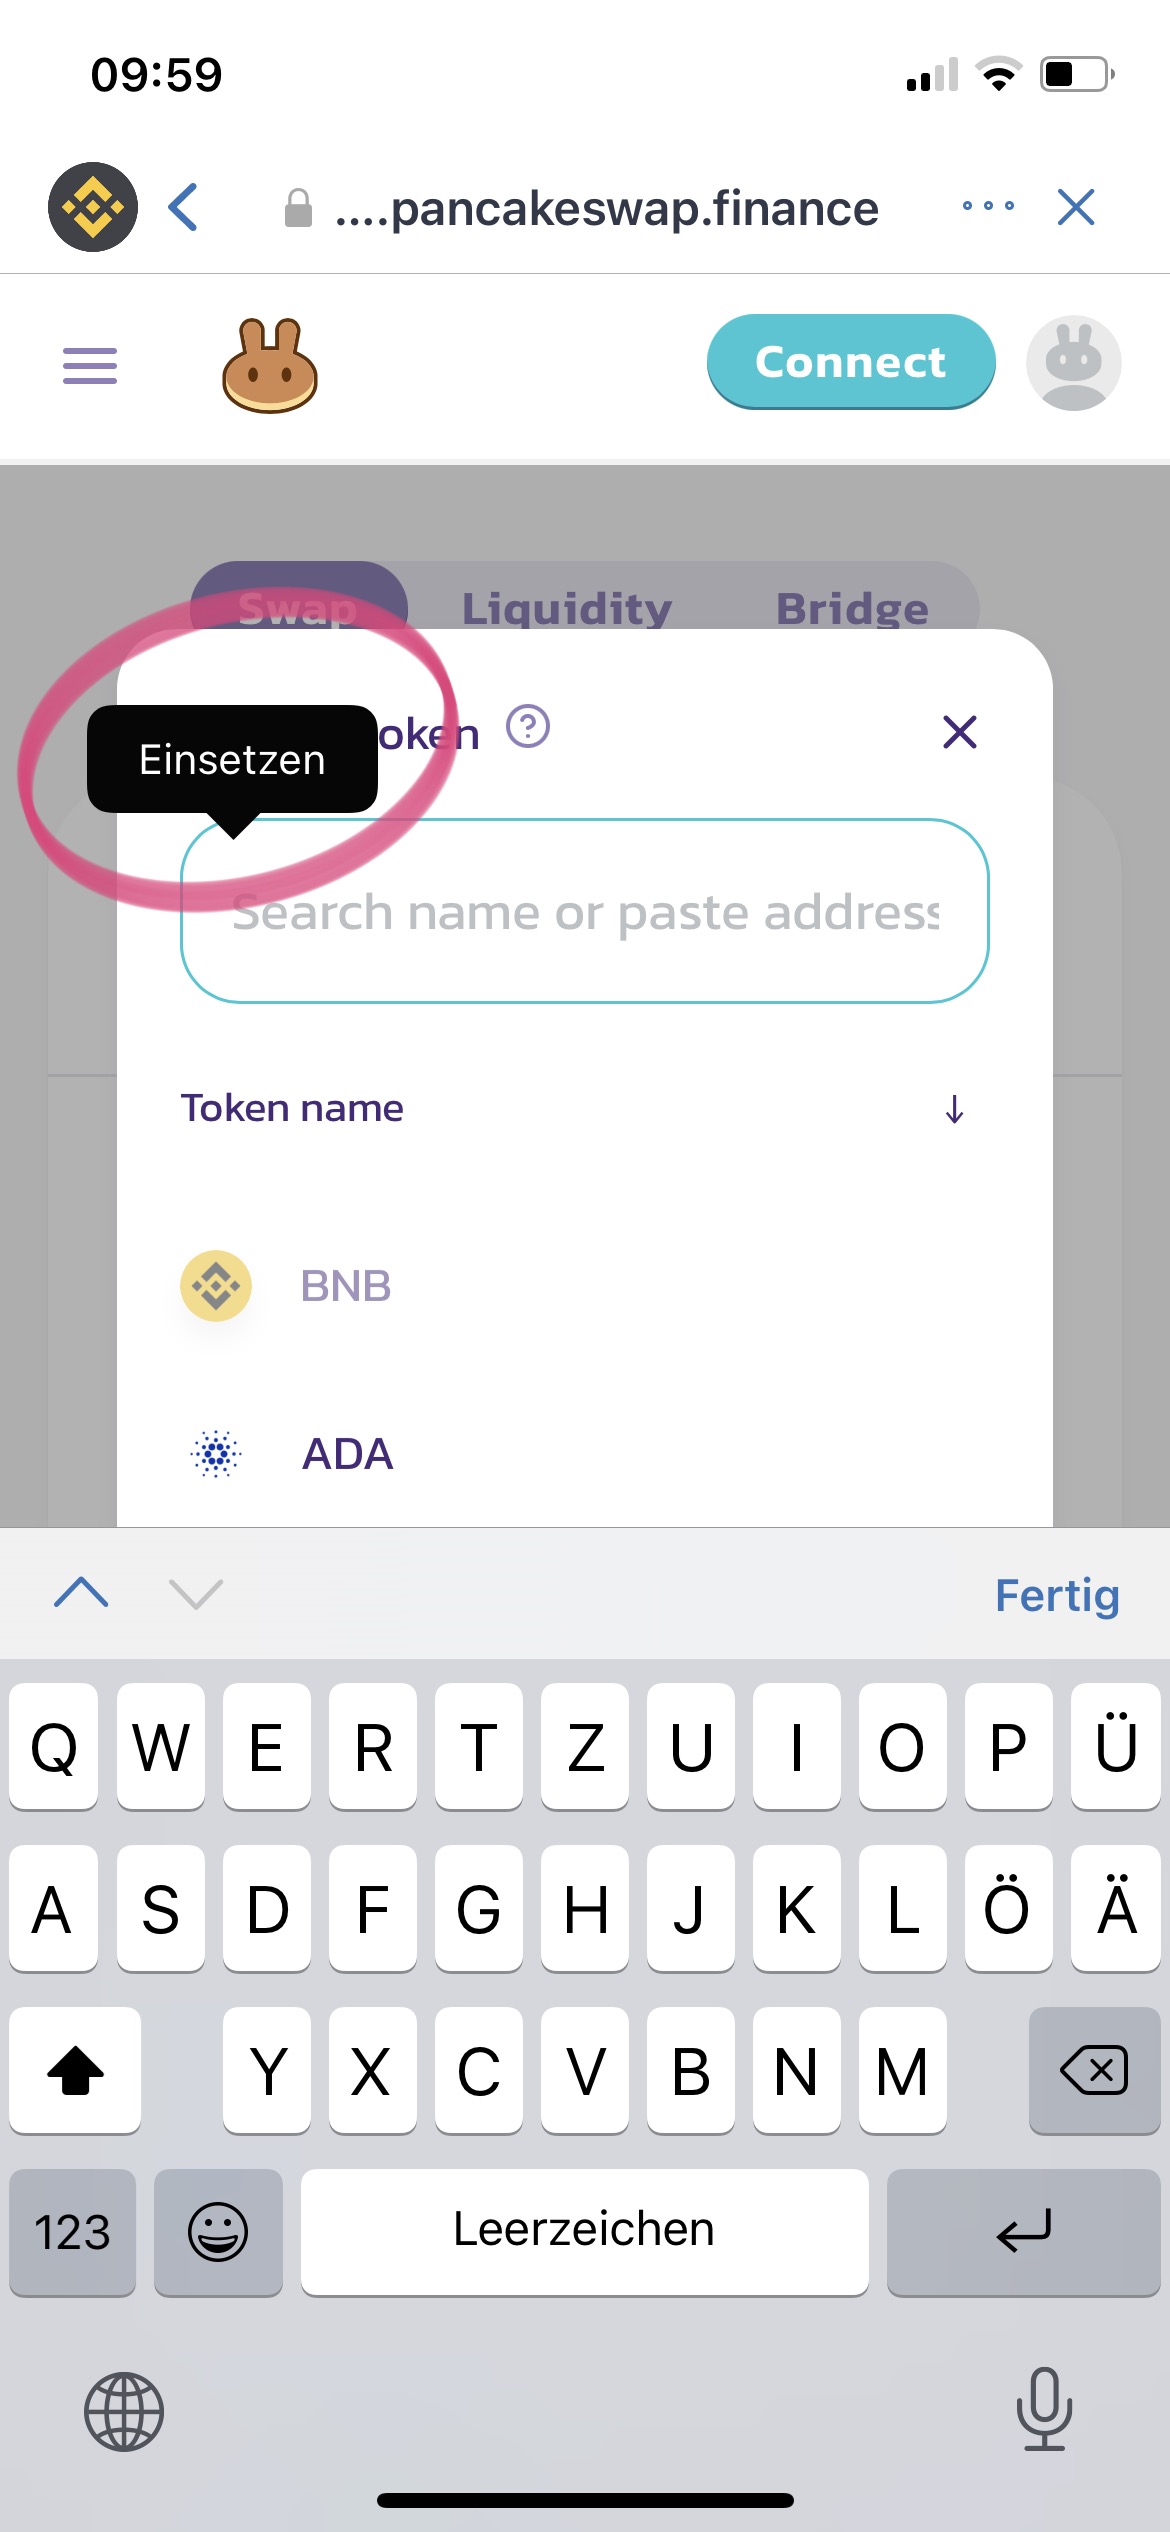 09:59
....pancakeswap.finance
Connect
Swap Liquidity Bridge
oken ?
Einsetzen
Search name or paste address
Token name ↓
BNB
ADA
Fertig
Q W E R T Z U I O P Ü
A S D F G H J K L Ö Ä
Y X C V B N M
123 Leerzeichen